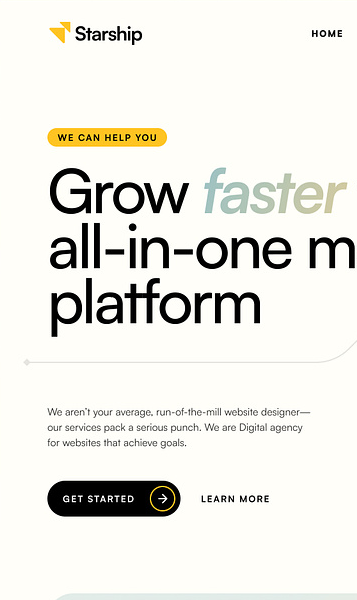 Starship
HOME
WE CAN HELP YOU
Grow faster
all-in-one m
platform
We aren't your average, run-of-the-mill website designer—
our services pack a serious punch. We are Digital agency
for websites that achieve goals.
GET STARTED
LEARN MORE